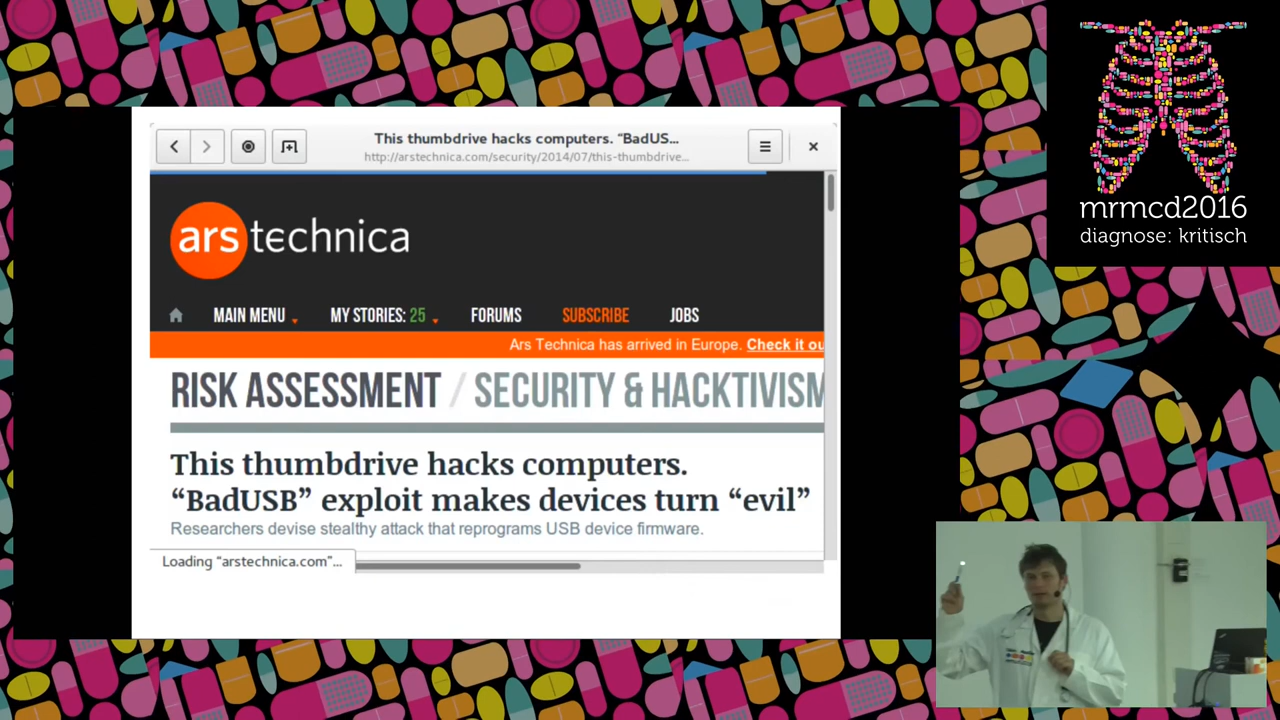 This thumbdrive hacks computers. “BadUS...
http://arstechnica.com/security/2014/07/this-thumbdrive...
ars technica
MAIN MENU
MY STORIES: 25
FORUMS
SUBSCRIBE
JOBS
Ars Technica has arrived in Europe. Check it ou
RISK ASSESSMENT / SECURITY & HACKTIVISM
This thumbdrive hacks computers.
“BadUSB” exploit makes devices turn “evil”
Researchers devise stealthy attack that reprograms USB device firmware.
Loading “arstechnica.com”...
mrmcd2016
diagnose: kritisch